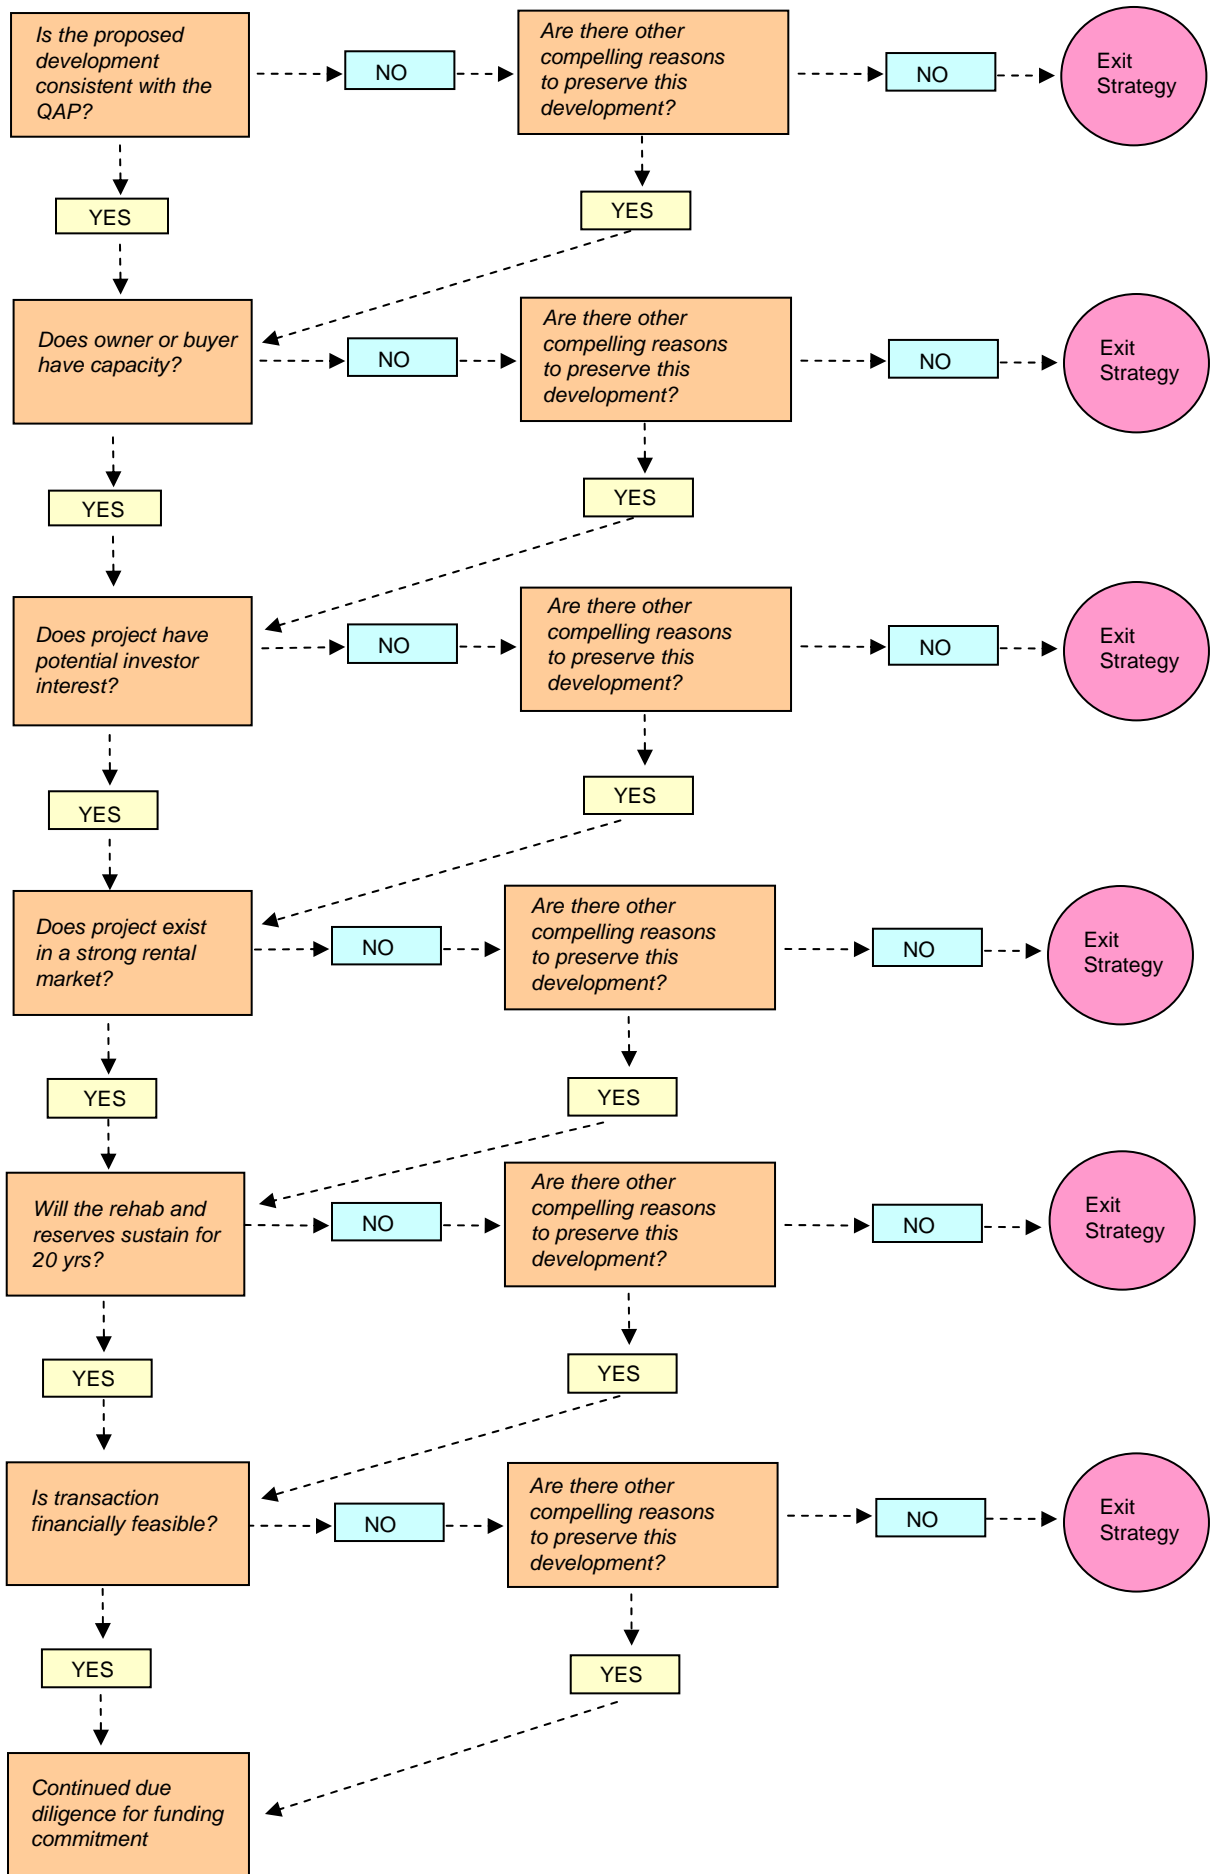 Is the proposed
development
consistent with the
QAP?
NO
Are there other
compelling reasons
to preserve this
development?
NO
Exit
Strategy
YES
YES
Does owner or buyer
have capacity?
NO
Are there other
compelling reasons
to preserve this
development?
NO
Exit
Strategy
YES
YES
Does project have
potential investor
interest?
NO
Are there other
compelling reasons
to preserve this
development?
NO
Exit
Strategy
YES
YES
Does project exist
in a strong rental
market?
NO
Are there other
compelling reasons
to preserve this
development?
NO
Exit
Strategy
YES
YES
Will the rehab and
reserves sustain for
20 yrs?
NO
Are there other
compelling reasons
to preserve this
development?
NO
Exit
Strategy
YES
YES
Is transaction
financially feasible?
NO
Are there other
compelling reasons
to preserve this
development?
NO
Exit
Strategy
YES
YES
Continued due
diligence for funding
commitment